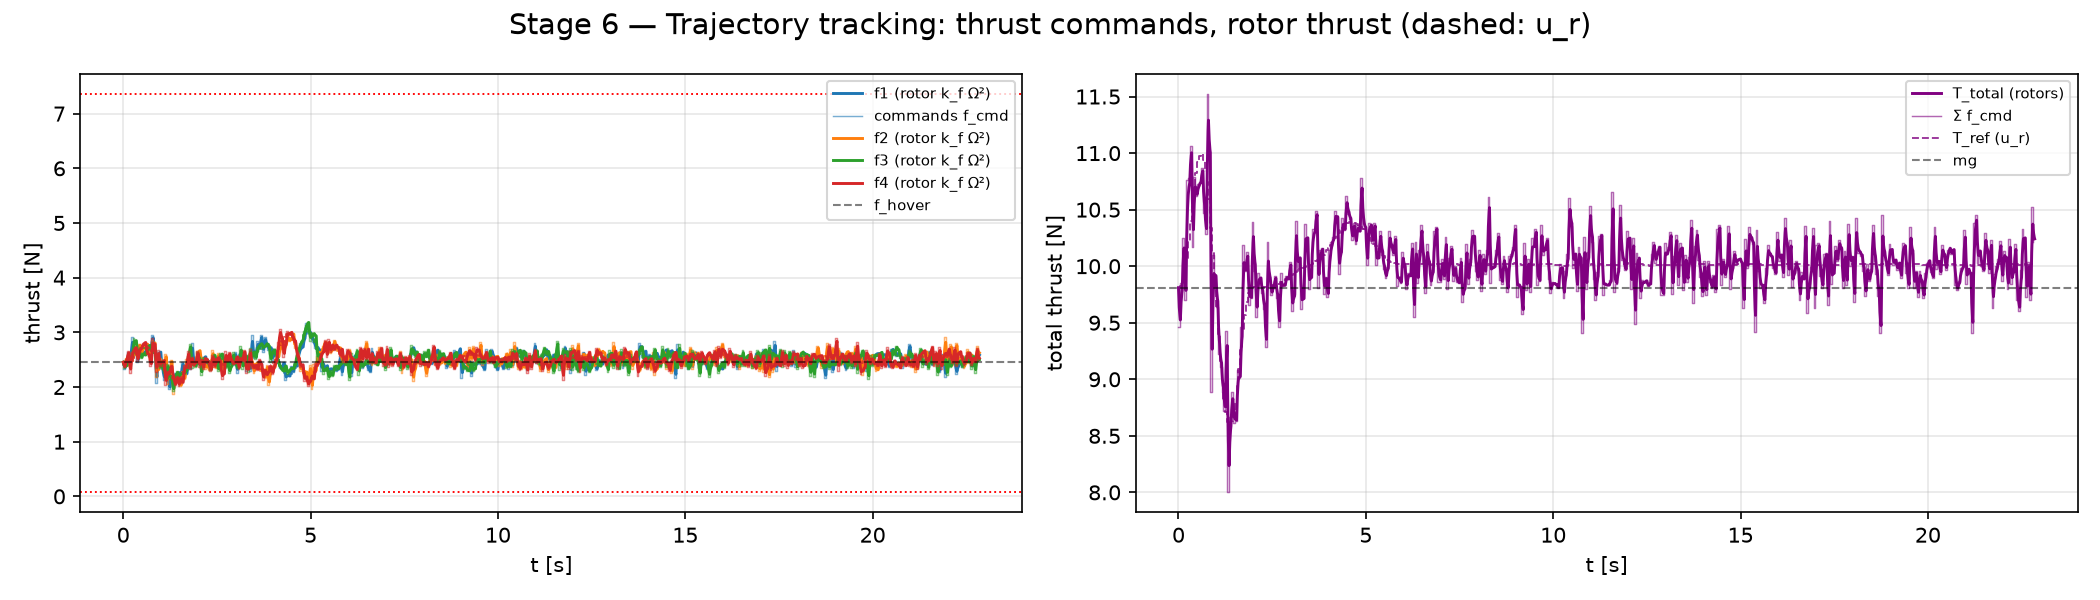 Stage 6 — Trajectory tracking: thrust commands, rotor thrust (dashed: u_r)
thrust [N]
7
6
5
4
3
2
1
0
0
5
10
15
20
t [s]
f1 (rotor k_f Ω²)
commands f_cmd
f2 (rotor k_f Ω²)
f3 (rotor k_f Ω²)
f4 (rotor k_f Ω²)
f_hover
total thrust [N]
11.5
11.0
10.5
10.0
9.5
9.0
8.5
8.0
0
5
10
15
20
t [s]
T_total (rotors)
Σ f_cmd
T_ref (u_r)
mg